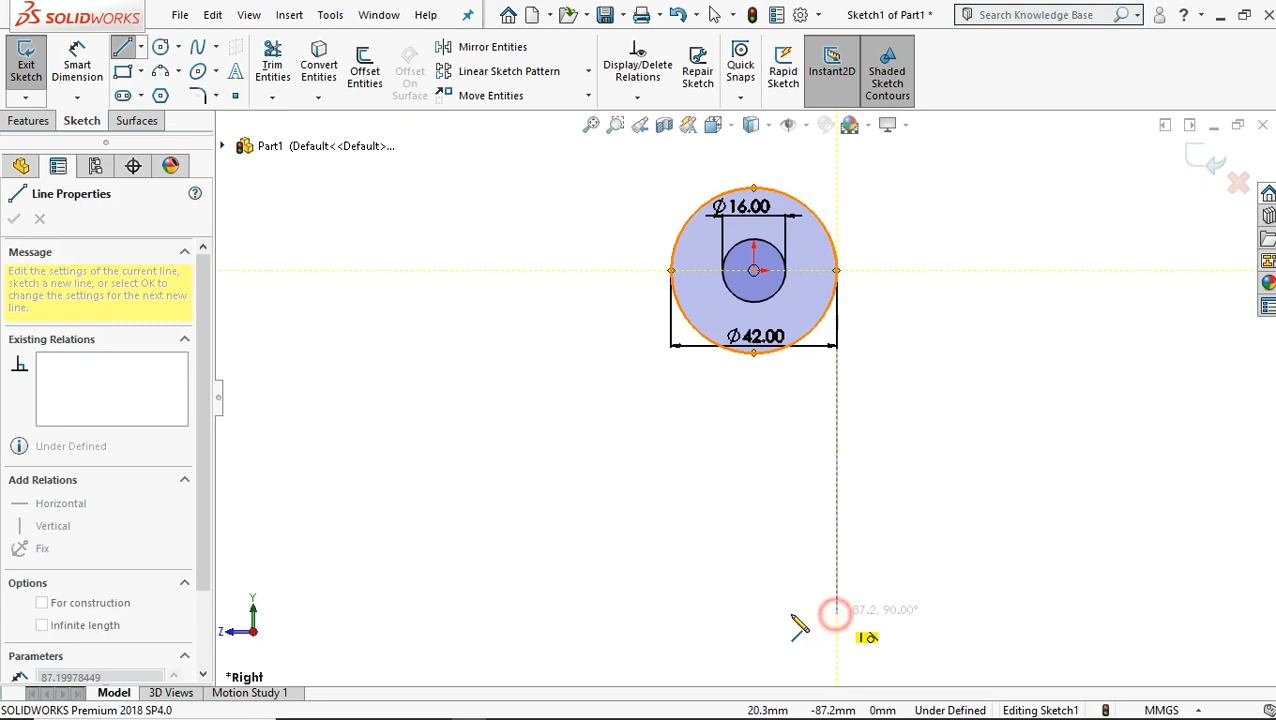 SOLIDWORKS
File Edit View Insert Tools Window Help
Sketch1 of Part1 *
Search Knowledge Base
?
Exit Sketch
Smart Dimension
Trim Entities
Convert Entities
Offset Entities
Offset On Surface
Mirror Entities
Linear Sketch Pattern
Move Entities
Display/Delete Relations
Repair Sketch
Quick Snaps
Rapid Sketch
Instant2D
Shaded Sketch Contours
Features Sketch Surfaces
Part1 (Default<<Default>...
Line Properties
Message
Edit the settings of the current line,
sketch a new line, or select OK to
change the settings for the next new
line.
Existing Relations
Under Defined
Add Relations
Horizontal
Vertical
Fix
Options
For construction
Infinite length
Parameters
87.19978449
Ø16.00
Ø42.00
87.2, 90.00°
Y
Z
*Right
Model 3D Views Motion Study 1
SOLIDWORKS Premium 2018 SP4.0
20.3mm -87.2mm 0mm Under Defined Editing Sketch1 MMGS